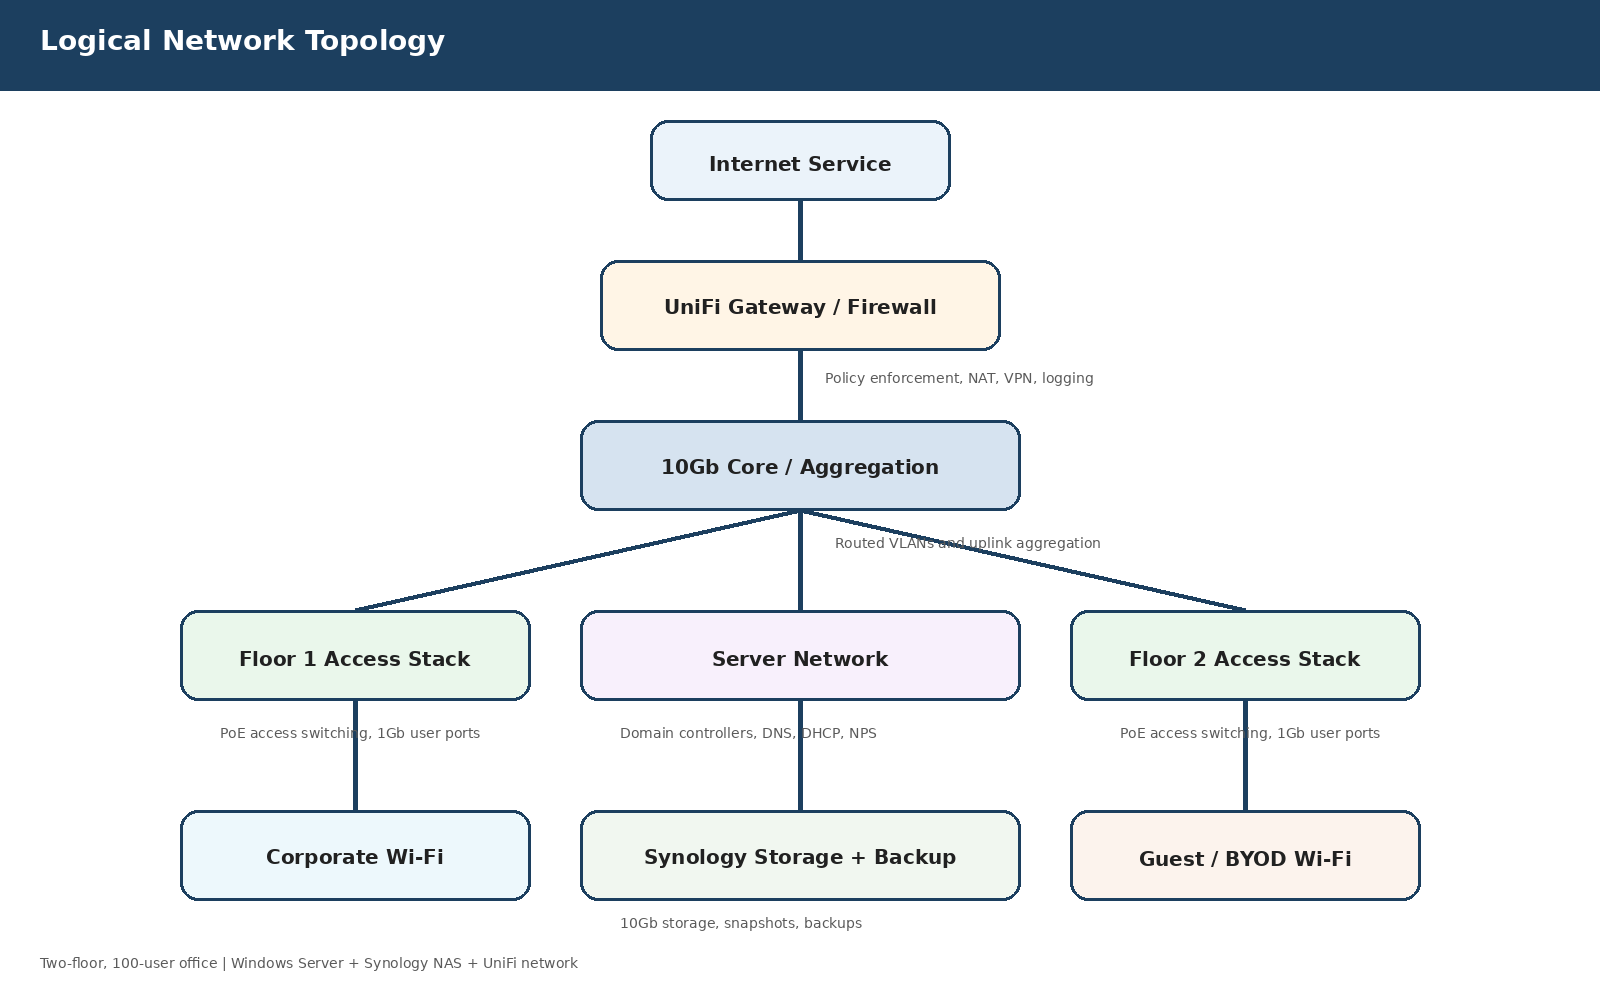 Logical Network Topology
Internet Service
UniFi Gateway / Firewall
Policy enforcement, NAT, VPN, logging
10Gb Core / Aggregation
Routed VLANs and uplink aggregation
Floor 1 Access Stack
Server Network
Floor 2 Access Stack
PoE access switching, 1Gb user ports
Domain controllers, DNS, DHCP, NPS
PoE access switching, 1Gb user ports
Corporate Wi-Fi
Synology Storage + Backup
Guest / BYOD Wi-Fi
10Gb storage, snapshots, backups
Two-floor, 100-user office | Windows Server + Synology NAS + UniFi network